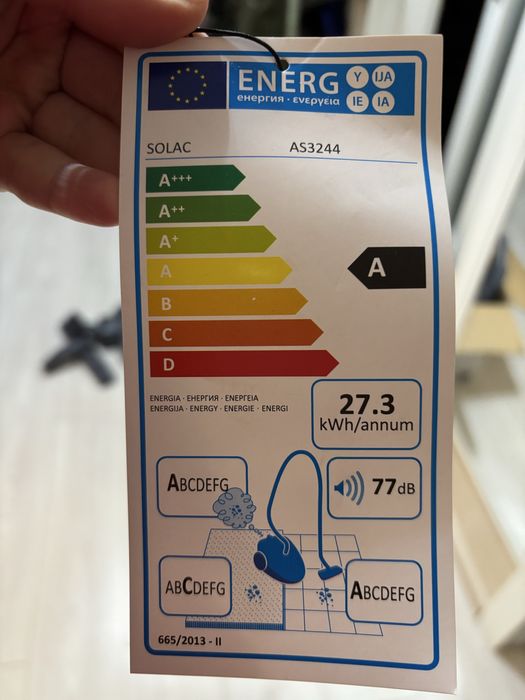 ENERG Y IJA
енергия · ενεργεια IE IA
SOLAC AS3244
A+++
A++
A+
A
A
B
C
D
ENERGIA · ЕНЕРГИЯ · ΕΝΕΡΓΕΙΑ
ENERGIJA · ENERGY · ENERGIE · ENERGI
27.3
kWh/annum
ABCDEFG
77dB
ABCDEFG
ABCDEFG
665/2013 - II